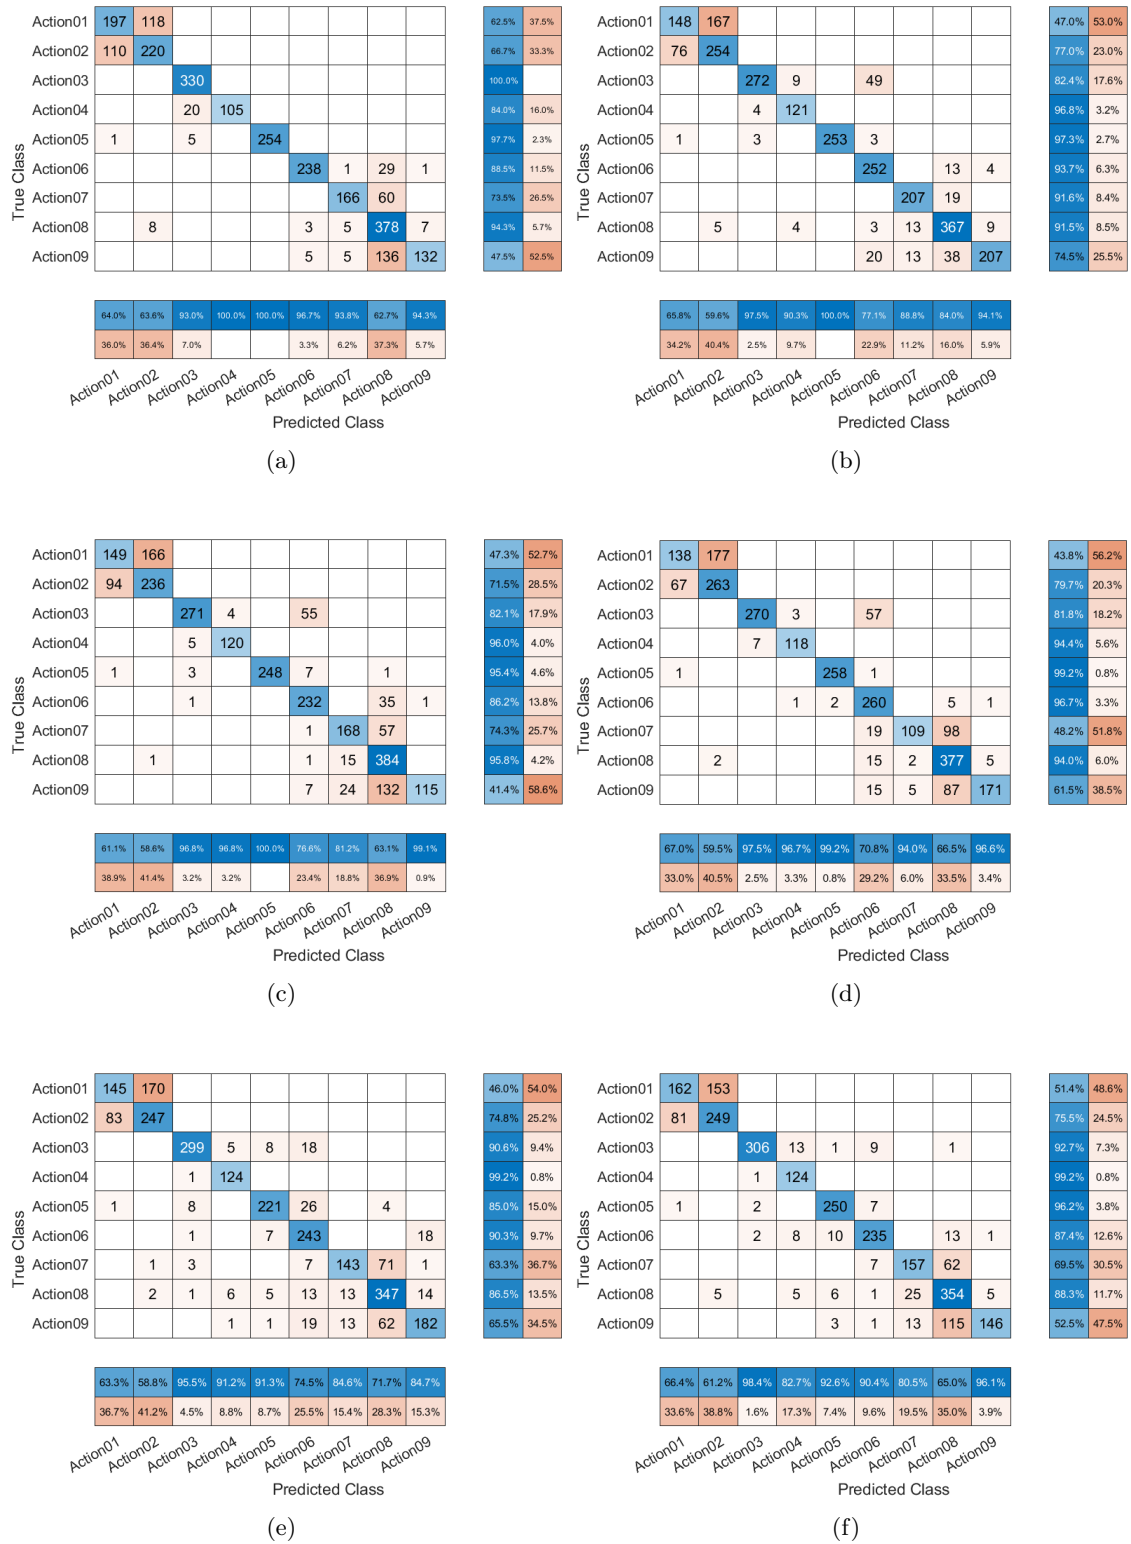 Action01 197 118 62.5% 37.5%
Action02 110 220 66.7% 33.3%
Action03 330 100.0%
Action04 20 105 84.0% 16.0%
Action05 1 5 254 97.7% 2.3%
Action06 238 1 29 1 88.5% 11.5%
Action07 166 60 73.5% 26.5%
Action08 8 3 5 378 7 94.3% 5.7%
Action09 5 5 136 132 47.5% 52.5%
True Class
64.0% 63.6% 93.0% 100.0% 100.0% 96.7% 93.8% 62.7% 94.3%
36.0% 36.4% 7.0% 3.3% 6.2% 37.3% 5.7%
Action01 Action02 Action03 Action04 Action05 Action06 Action07 Action08 Action09
Predicted Class
(a)
Action01 148 167 47.0% 53.0%
Action02 76 254 77.0% 23.0%
Action03 272 9 49 82.4% 17.6%
Action04 4 121 96.8% 3.2%
Action05 1 3 253 3 97.3% 2.7%
Action06 252 13 4 93.7% 6.3%
Action07 207 19 91.6% 8.4%
Action08 5 4 3 13 367 9 91.5% 8.5%
Action09 20 13 38 207 74.5% 25.5%
True Class
65.8% 59.6% 97.5% 90.3% 100.0% 77.1% 88.8% 84.0% 94.1%
34.2% 40.4% 2.5% 9.7% 22.9% 11.2% 16.0% 5.9%
Action01 Action02 Action03 Action04 Action05 Action06 Action07 Action08 Action09
Predicted Class
(b)
Action01 149 166 47.3% 52.7%
Action02 94 236 71.5% 28.5%
Action03 271 4 55 82.1% 17.9%
Action04 5 120 96.0% 4.0%
Action05 1 3 248 7 1 95.4% 4.6%
Action06 1 232 35 1 86.2% 13.8%
Action07 1 168 57 74.3% 25.7%
Action08 1 1 15 384 95.8% 4.2%
Action09 7 24 132 115 41.4% 58.6%
True Class
61.1% 58.6% 96.8% 96.8% 100.0% 76.6% 81.2% 63.1% 99.1%
38.9% 41.4% 3.2% 3.2% 23.4% 18.8% 36.9% 0.9%
Action01 Action02 Action03 Action04 Action05 Action06 Action07 Action08 Action09
Predicted Class
(c)
Action01 138 177 43.8% 56.2%
Action02 67 263 79.7% 20.3%
Action03 270 3 57 81.8% 18.2%
Action04 7 118 94.4% 5.6%
Action05 1 258 1 99.2% 0.8%
Action06 1 2 260 5 1 96.7% 3.3%
Action07 19 109 98 48.2% 51.8%
Action08 2 15 2 377 5 94.0% 6.0%
Action09 15 5 87 171 61.5% 38.5%
True Class
67.0% 59.5% 97.5% 96.7% 99.2% 70.8% 94.0% 66.5% 96.6%
33.0% 40.5% 2.5% 3.3% 0.8% 29.2% 6.0% 33.5% 3.4%
Action01 Action02 Action03 Action04 Action05 Action06 Action07 Action08 Action09
Predicted Class
(d)
Action01 145 170 46.0% 54.0%
Action02 83 247 74.8% 25.2%
Action03 299 5 8 18 90.6% 9.4%
Action04 1 124 99.2% 0.8%
Action05 1 8 221 26 4 85.0% 15.0%
Action06 1 7 243 18 90.3% 9.7%
Action07 1 3 7 143 71 1 63.3% 36.7%
Action08 2 1 6 5 13 13 347 14 86.5% 13.5%
Action09 1 1 19 13 62 182 65.5% 34.5%
True Class
63.3% 58.8% 95.5% 91.2% 91.3% 74.5% 84.6% 71.7% 84.7%
36.7% 41.2% 4.5% 8.8% 8.7% 25.5% 15.4% 28.3% 15.3%
Action01 Action02 Action03 Action04 Action05 Action06 Action07 Action08 Action09
Predicted Class
(e)
Action01 162 153 51.4% 48.6%
Action02 81 249 75.5% 24.5%
Action03 306 13 1 9 1 92.7% 7.3%
Action04 1 124 99.2% 0.8%
Action05 1 2 250 7 96.2% 3.8%
Action06 2 8 10 235 13 1 87.4% 12.6%
Action07 7 157 62 69.5% 30.5%
Action08 5 5 6 1 25 354 5 88.3% 11.7%
Action09 3 1 13 115 146 52.5% 47.5%
True Class
66.4% 61.2% 98.4% 82.7% 92.6% 90.4% 80.5% 65.0% 96.1%
33.6% 38.8% 1.6% 17.3% 7.4% 9.6% 19.5% 35.0% 3.9%
Action01 Action02 Action03 Action04 Action05 Action06 Action07 Action08 Action09
Predicted Class
(f)